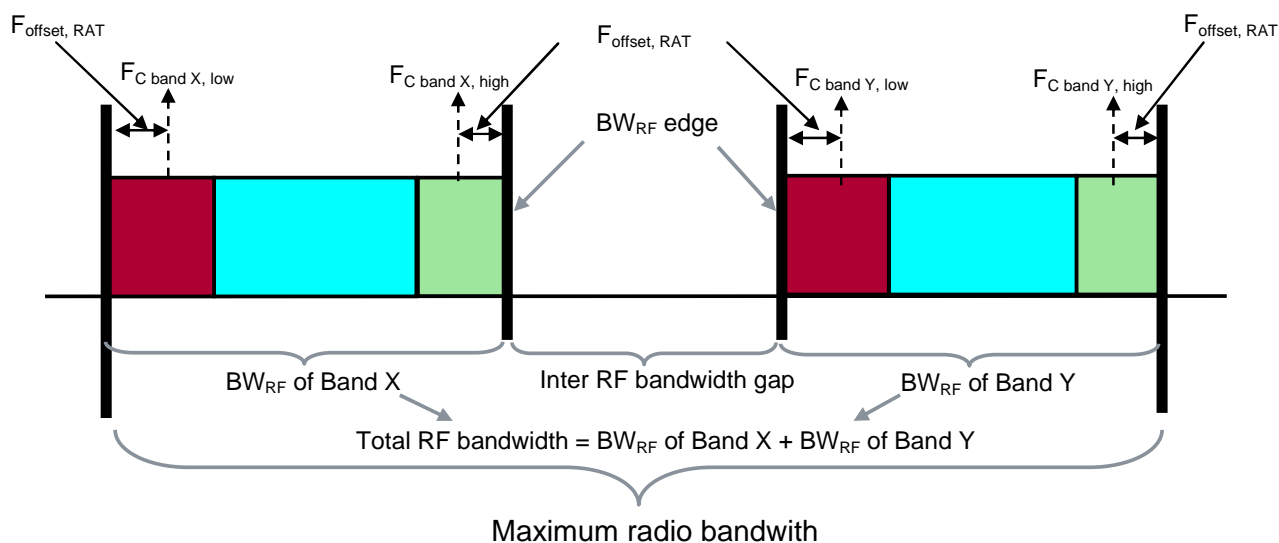 F_offset, RAT
F_C band X, low
F_C band X, high
F_offset, RAT
F_C band Y, low
F_C band Y, high
F_offset, RAT
BW_RF edge
BW_RF of Band X
Inter RF bandwidth gap
BW_RF of Band Y
Total RF bandwidth = BW_RF of Band X + BW_RF of Band Y
Maximum radio bandwith